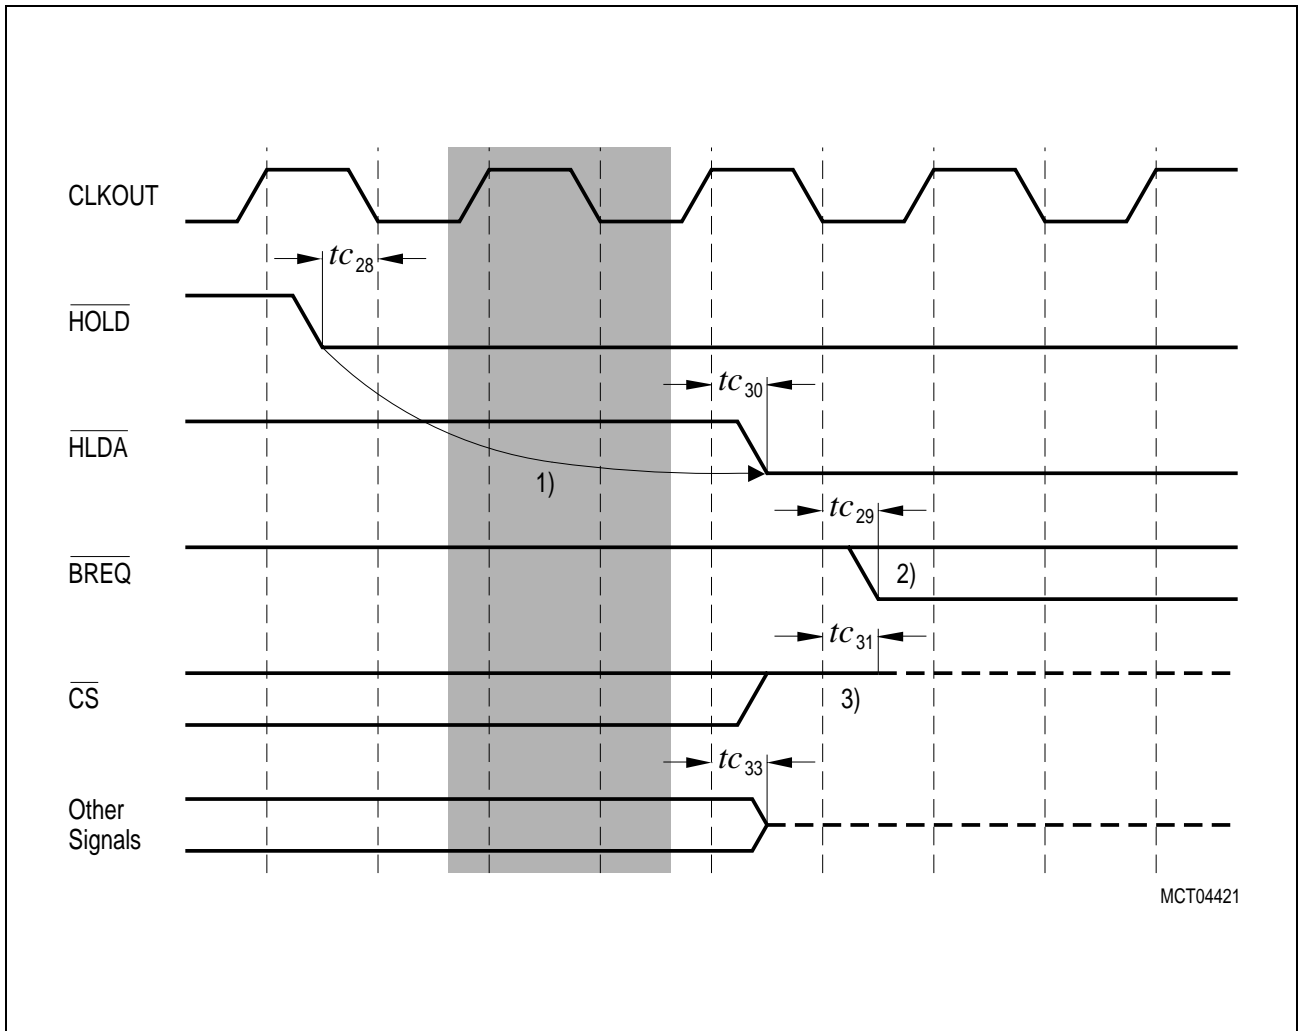 CLKOUT
tc28
HOLD
tc30
HLDA
1)
tc29
BREQ
2)
tc31
CS
3)
tc33
Other
Signals
MCT04421